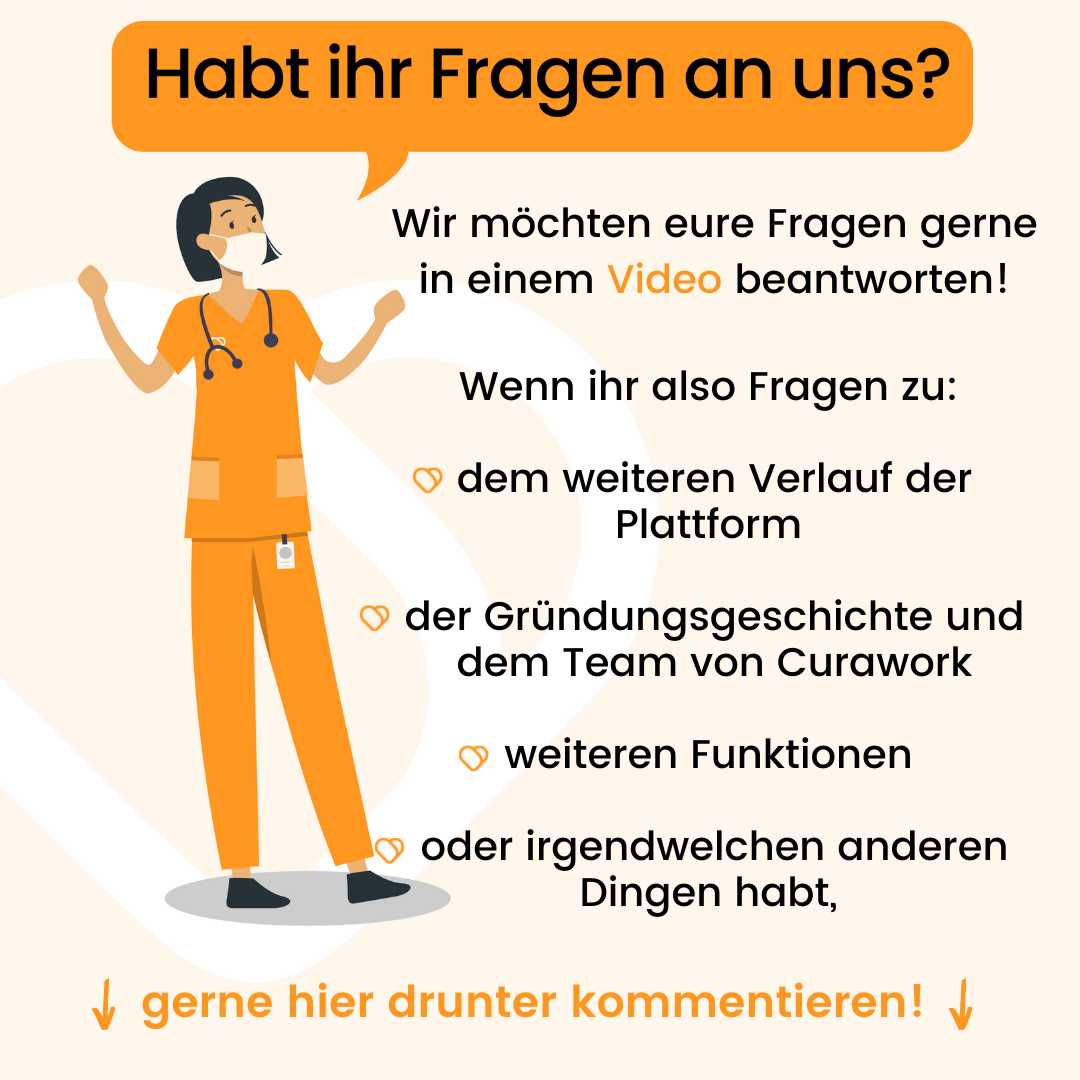 Habt ihr Fragen an uns?
Wir möchten eure Fragen gerne
in einem Video beantworten!
Wenn ihr also Fragen zu:
dem weiteren Verlauf der
Plattform
der Gründungsgeschichte und
dem Team von Curawork
weiteren Funktionen
oder irgendwelchen anderen
Dingen habt,
gerne hier drunter kommentieren!